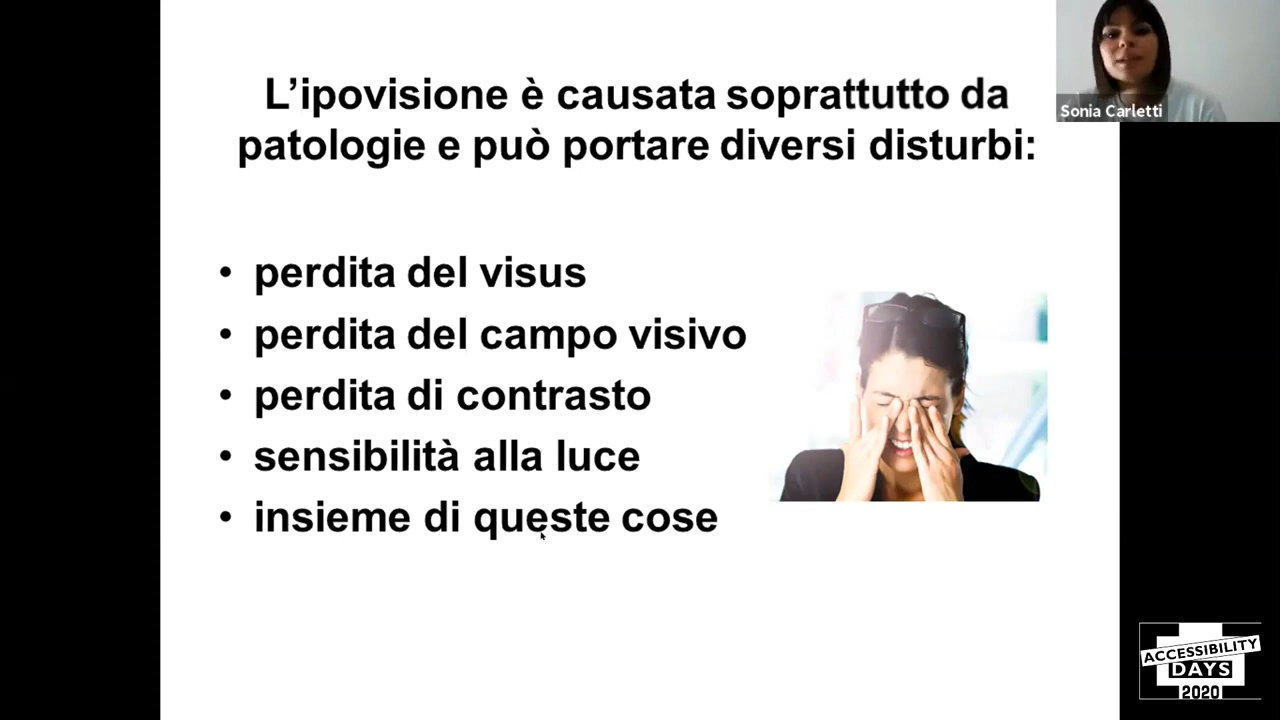 L’ipovisione è causata soprattutto da
patologie e può portare diversi disturbi:
• perdita del visus
• perdita del campo visivo
• perdita di contrasto
• sensibilità alla luce
• insieme di queste cose
Sonia Carletti
ACCESSIBILITY
DAYS
2020